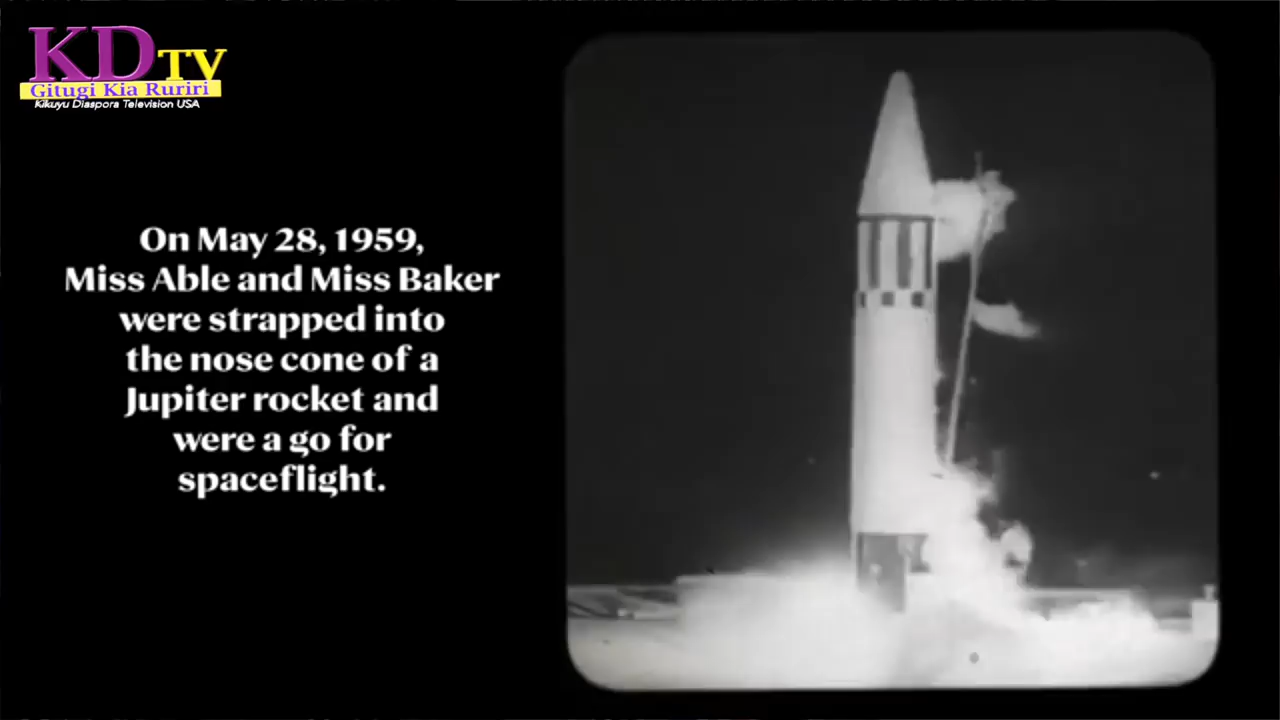 KDTV
Gitugi Kia Ruriri
Kikuyu Diaspora Television USA
On May 28, 1959,
Miss Able and Miss Baker
were strapped into
the nose cone of a
Jupiter rocket and
were a go for
spaceflight.